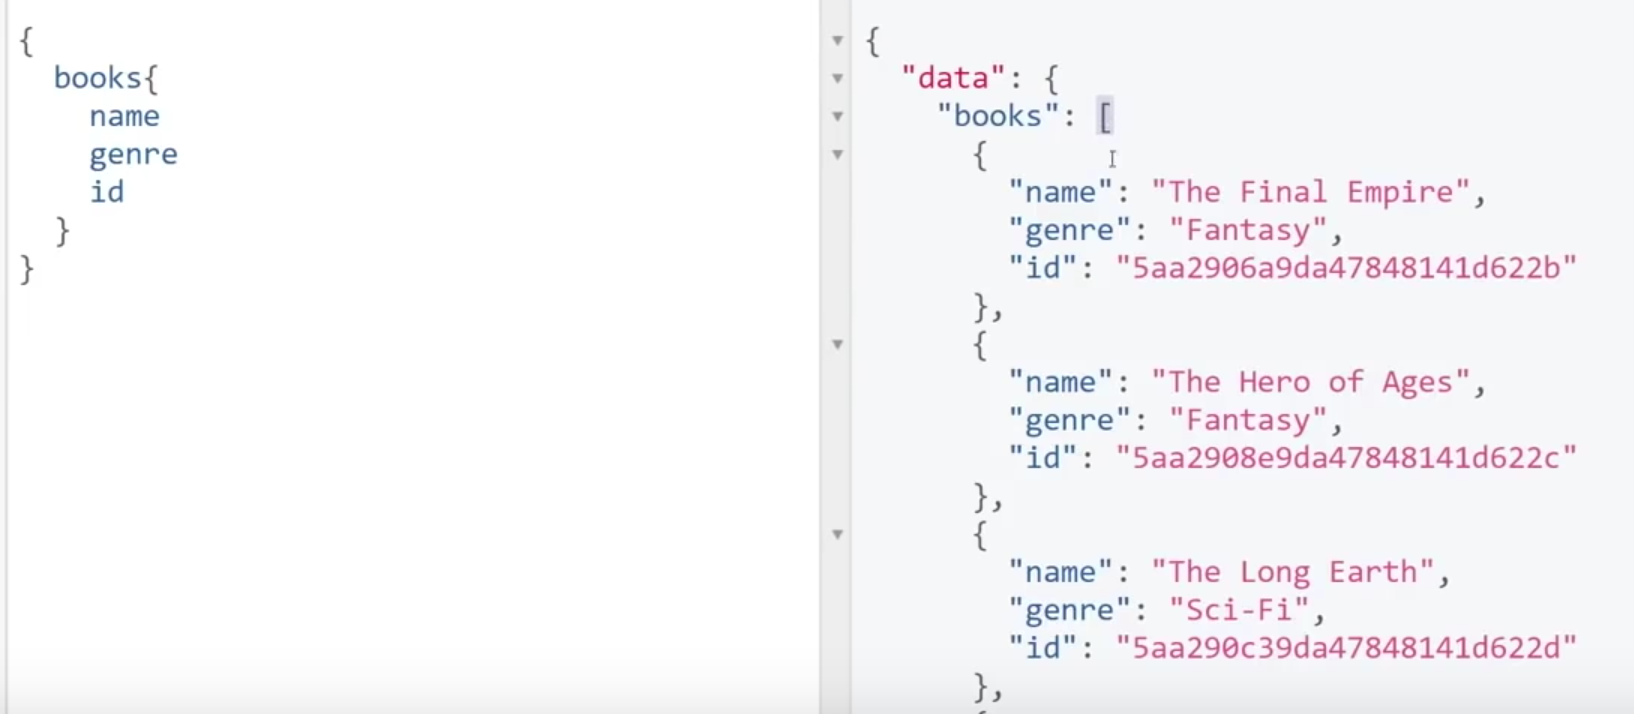 {
  books{
    name
    genre
    id
  }
}
{
  "data": {
    "books": [
      {
        "name": "The Final Empire",
        "genre": "Fantasy",
        "id": "5aa2906a9da47848141d622b"
      },
      {
        "name": "The Hero of Ages",
        "genre": "Fantasy",
        "id": "5aa2908e9da47848141d622c"
      },
      {
        "name": "The Long Earth",
        "genre": "Sci-Fi",
        "id": "5aa290c39da47848141d622d"
      },